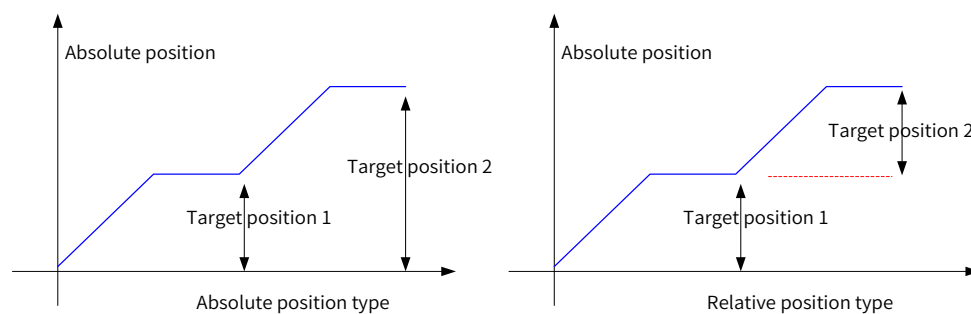 Absolute position
Target position 2
Target position 1
Absolute position type
Absolute position
Target position 2
Target position 1
Relative position type